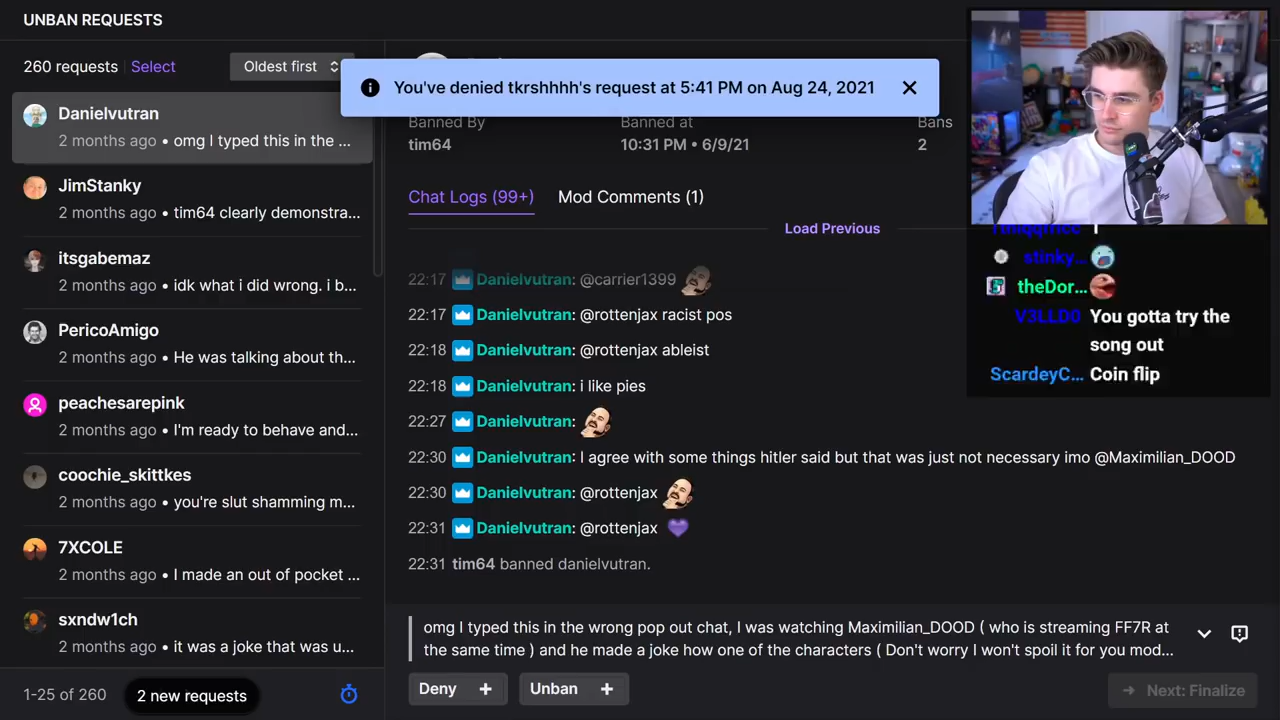 UNBAN REQUESTS
260 requests Select
Oldest first
You've denied tkrshhhh's request at 5:41 PM on Aug 24, 2021
Danielvutran
2 months ago • omg I typed this in the ...
JimStanky
2 months ago • tim64 clearly demonstra...
itsgabemaz
2 months ago • idk what i did wrong. i b...
PericoAmigo
2 months ago • He was talking about th...
peachesarepink
2 months ago • I'm ready to behave and...
coochie_skittkes
2 months ago • you're slut shamming m...
7XCOLE
2 months ago • I made an out of pocket ...
sxndw1ch
2 months ago • it was a joke that was u...
1-25 of 260
2 new requests
Banned By
tim64
Banned at
10:31 PM • 6/9/21
Bans
2
Chat Logs (99+)
Mod Comments (1)
Load Previous
22:17 Danielvutran: @carrier1399
22:17 Danielvutran: @rottenjax racist pos
22:18 Danielvutran: @rottenjax ableist
22:18 Danielvutran: i like pies
22:27 Danielvutran:
22:30 Danielvutran: I agree with some things hitler said but that was just not necessary imo @Maximilian_DOOD
22:30 Danielvutran: @rottenjax
22:31 Danielvutran: @rottenjax
22:31 tim64 banned danielvutran.
omg I typed this in the wrong pop out chat, I was watching Maximilian_DOOD ( who is streaming FF7R at
the same time ) and he made a joke how one of the characters ( Don't worry I won't spoil it for you mod...
Deny +
Unban +
Next: Finalize
stinky...
theDor...
V3LLD0 You gotta try the
song out
ScardeyC... Coin flip